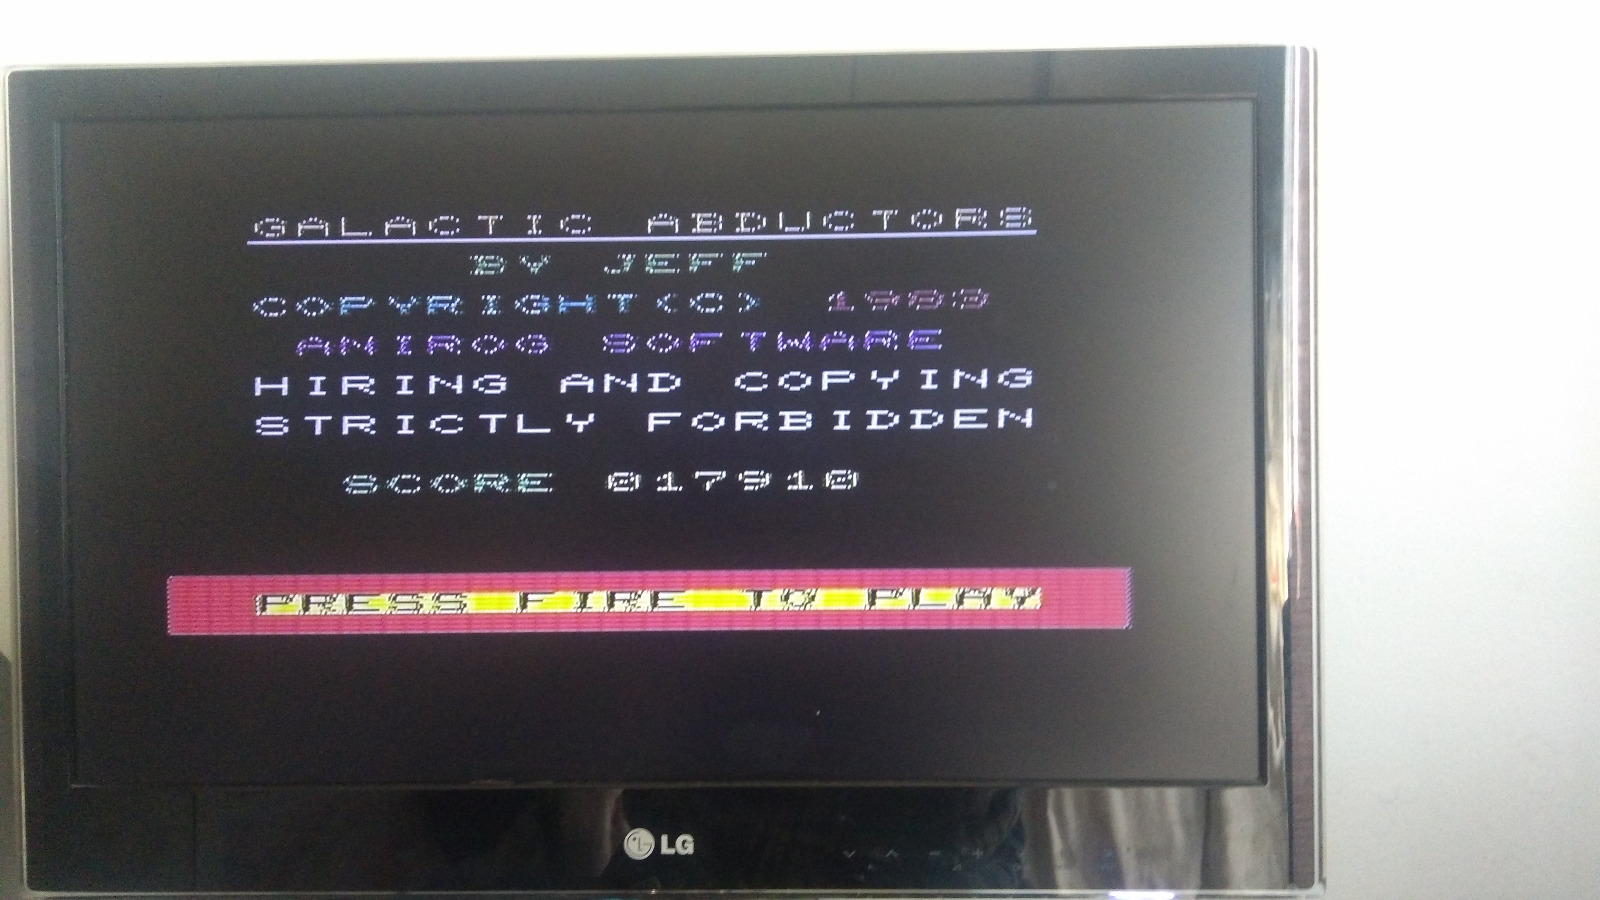 GALACTIC ABDUCTORS
BY JEFF
COPYRIGHT(C) 1983
ANIROG SOFTWARE
HIRING AND COPYING
STRICTLY FORBIDDEN
SCORE 017910
PRESS FIRE TO PLAY
LG